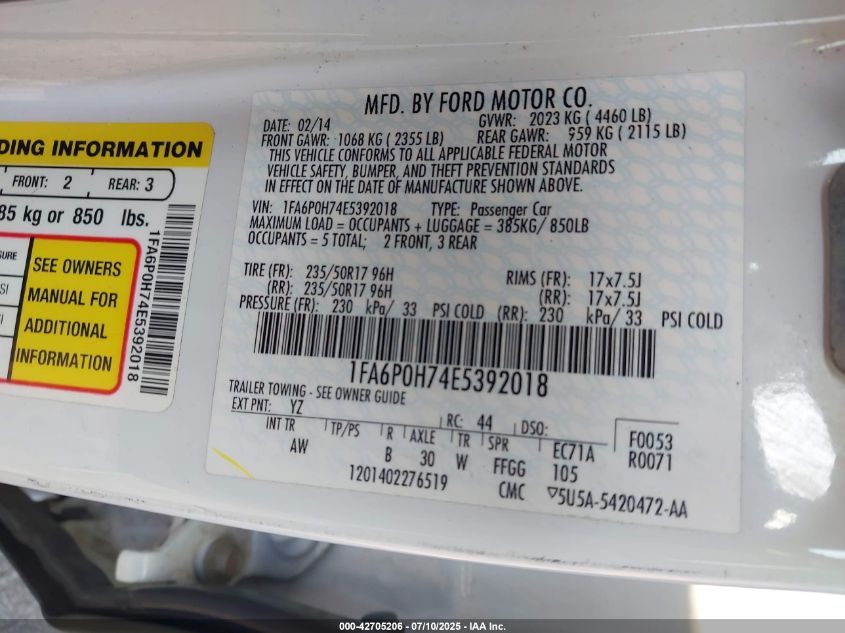 DING INFORMATION
FRONT: 2 REAR: 3
85 kg or 850 lbs.
SURE
SEE OWNERS
MANUAL FOR
ADDITIONAL
INFORMATION
1FA6P0H74E5392018
MFD. BY FORD MOTOR CO.
DATE: 02/14 GVWR: 2023 KG ( 4460 LB)
FRONT GAWR: 1068 KG ( 2355 LB) REAR GAWR: 959 KG ( 2115 LB)
THIS VEHICLE CONFORMS TO ALL APPLICABLE FEDERAL MOTOR
VEHICLE SAFETY, BUMPER, AND THEFT PREVENTION STANDARDS
IN EFFECT ON THE DATE OF MANUFACTURE SHOWN ABOVE.
VIN: 1FA6P0H74E5392018 TYPE: Passenger Car
MAXIMUM LOAD = OCCUPANTS + LUGGAGE = 385KG/ 850LB
OCCUPANTS = 5 TOTAL; 2 FRONT, 3 REAR
TIRE (FR): 235/50R17 96H RIMS (FR): 17x7.5J
(RR): 235/50R17 96H (RR): 17x7.5J
PRESSURE (FR): 230 kPa/ 33 PSI COLD (RR): 230 kPa/ 33 PSI COLD
1FA6P0H74E5392018
TRAILER TOWING - SEE OWNER GUIDE
EXT PNT: YZ RC: 44 DSO:
INT TR TP/PS R AXLE TR SPR EC71A F0053
AW B 30 W FFGG 105 R0071
1201402276519 CMC ▽5U5A-5420472-AA
000-42705206 - 07/10/2025 - IAA Inc.